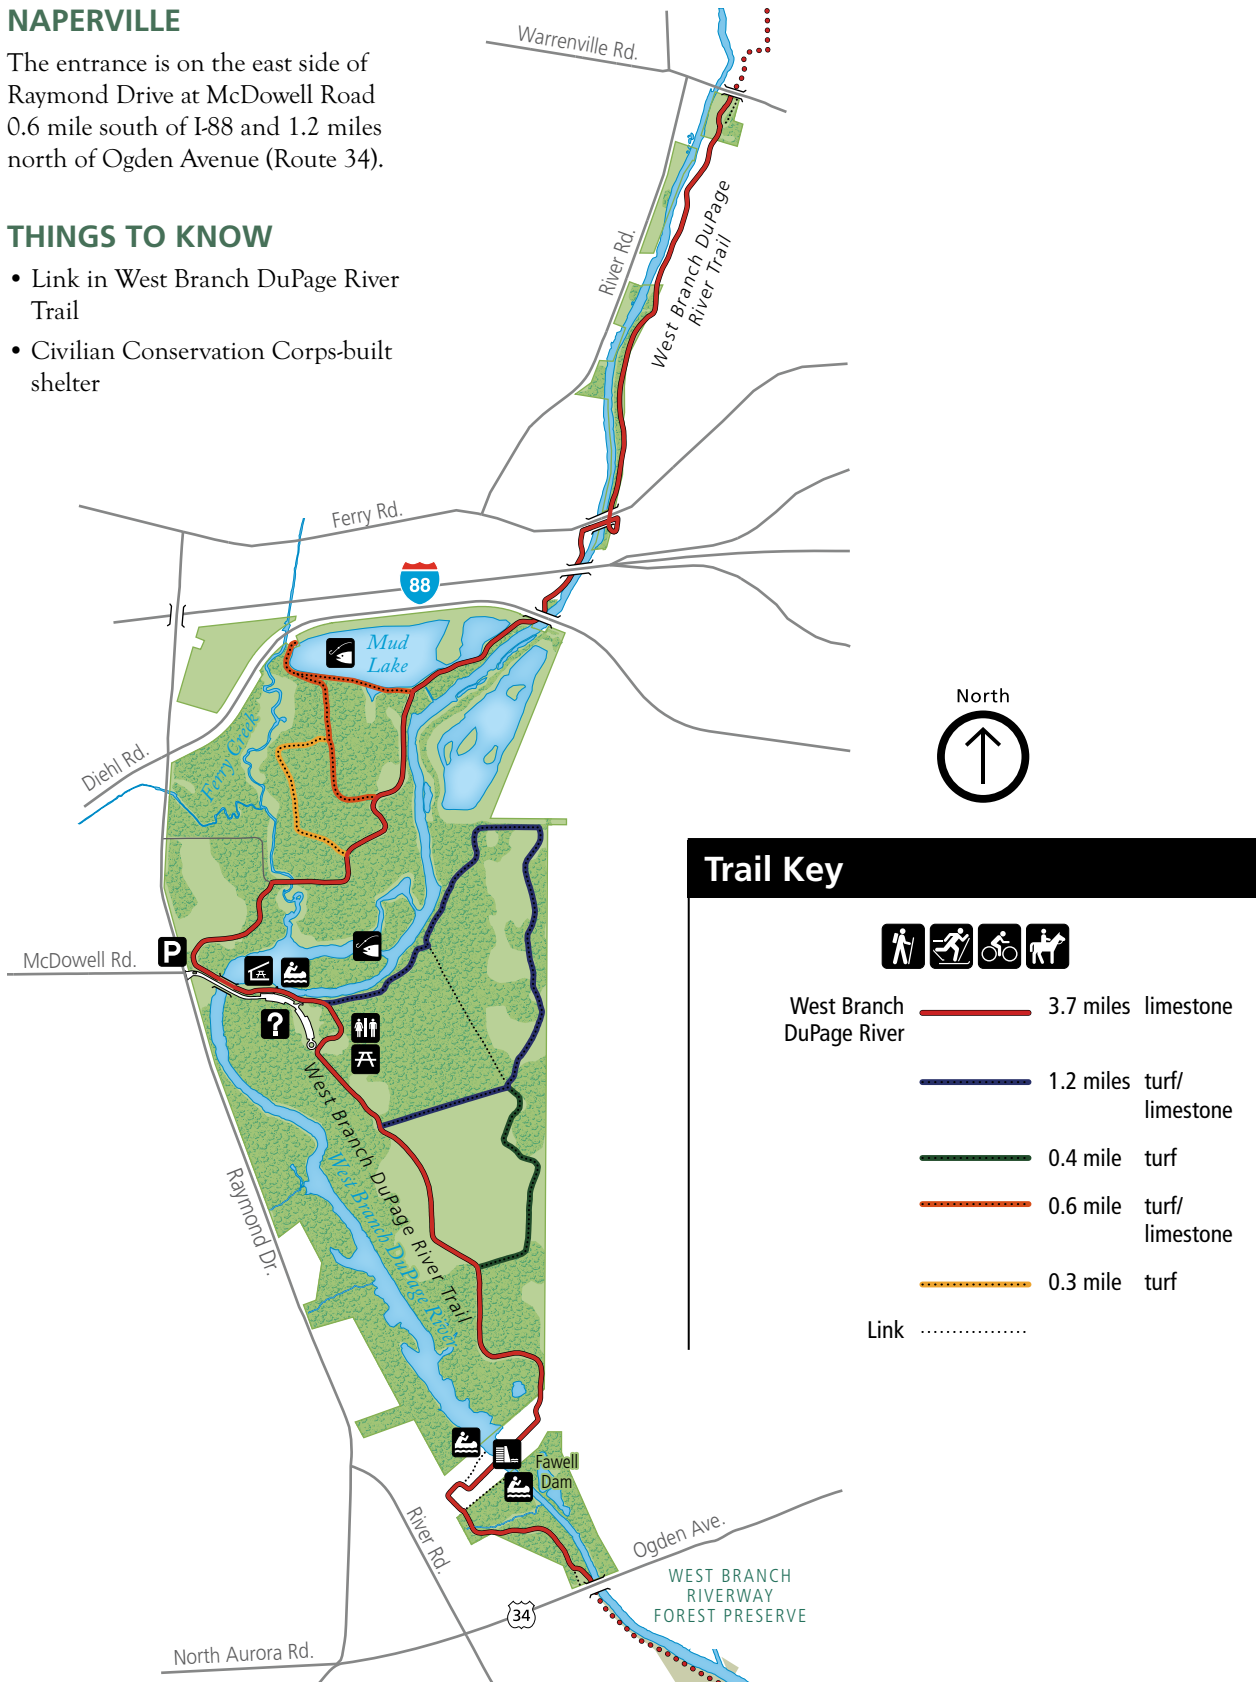 NAPERVILLE
The entrance is on the east side of
Raymond Drive at McDowell Road
0.6 mile south of I-88 and 1.2 miles
north of Ogden Avenue (Route 34).
THINGS TO KNOW
• Link in West Branch DuPage River
Trail
• Civilian Conservation Corps-built
shelter
Warrenville Rd.
River Rd.
West Branch DuPage
River Trail
Ferry Rd.
88
Mud
Lake
Diehl Rd.
Ferry Creek
North
P
McDowell Rd.
?
West Branch DuPage River Trail
West Branch DuPage River
Raymond Dr.
Fawell
Dam
River Rd.
Ogden Ave.
34
North Aurora Rd.
WEST BRANCH
RIVERWAY
FOREST PRESERVE
Trail Key
West Branch
DuPage River
3.7 miles limestone
1.2 miles turf/
limestone
0.4 mile turf
0.6 mile turf/
limestone
0.3 mile turf
Link